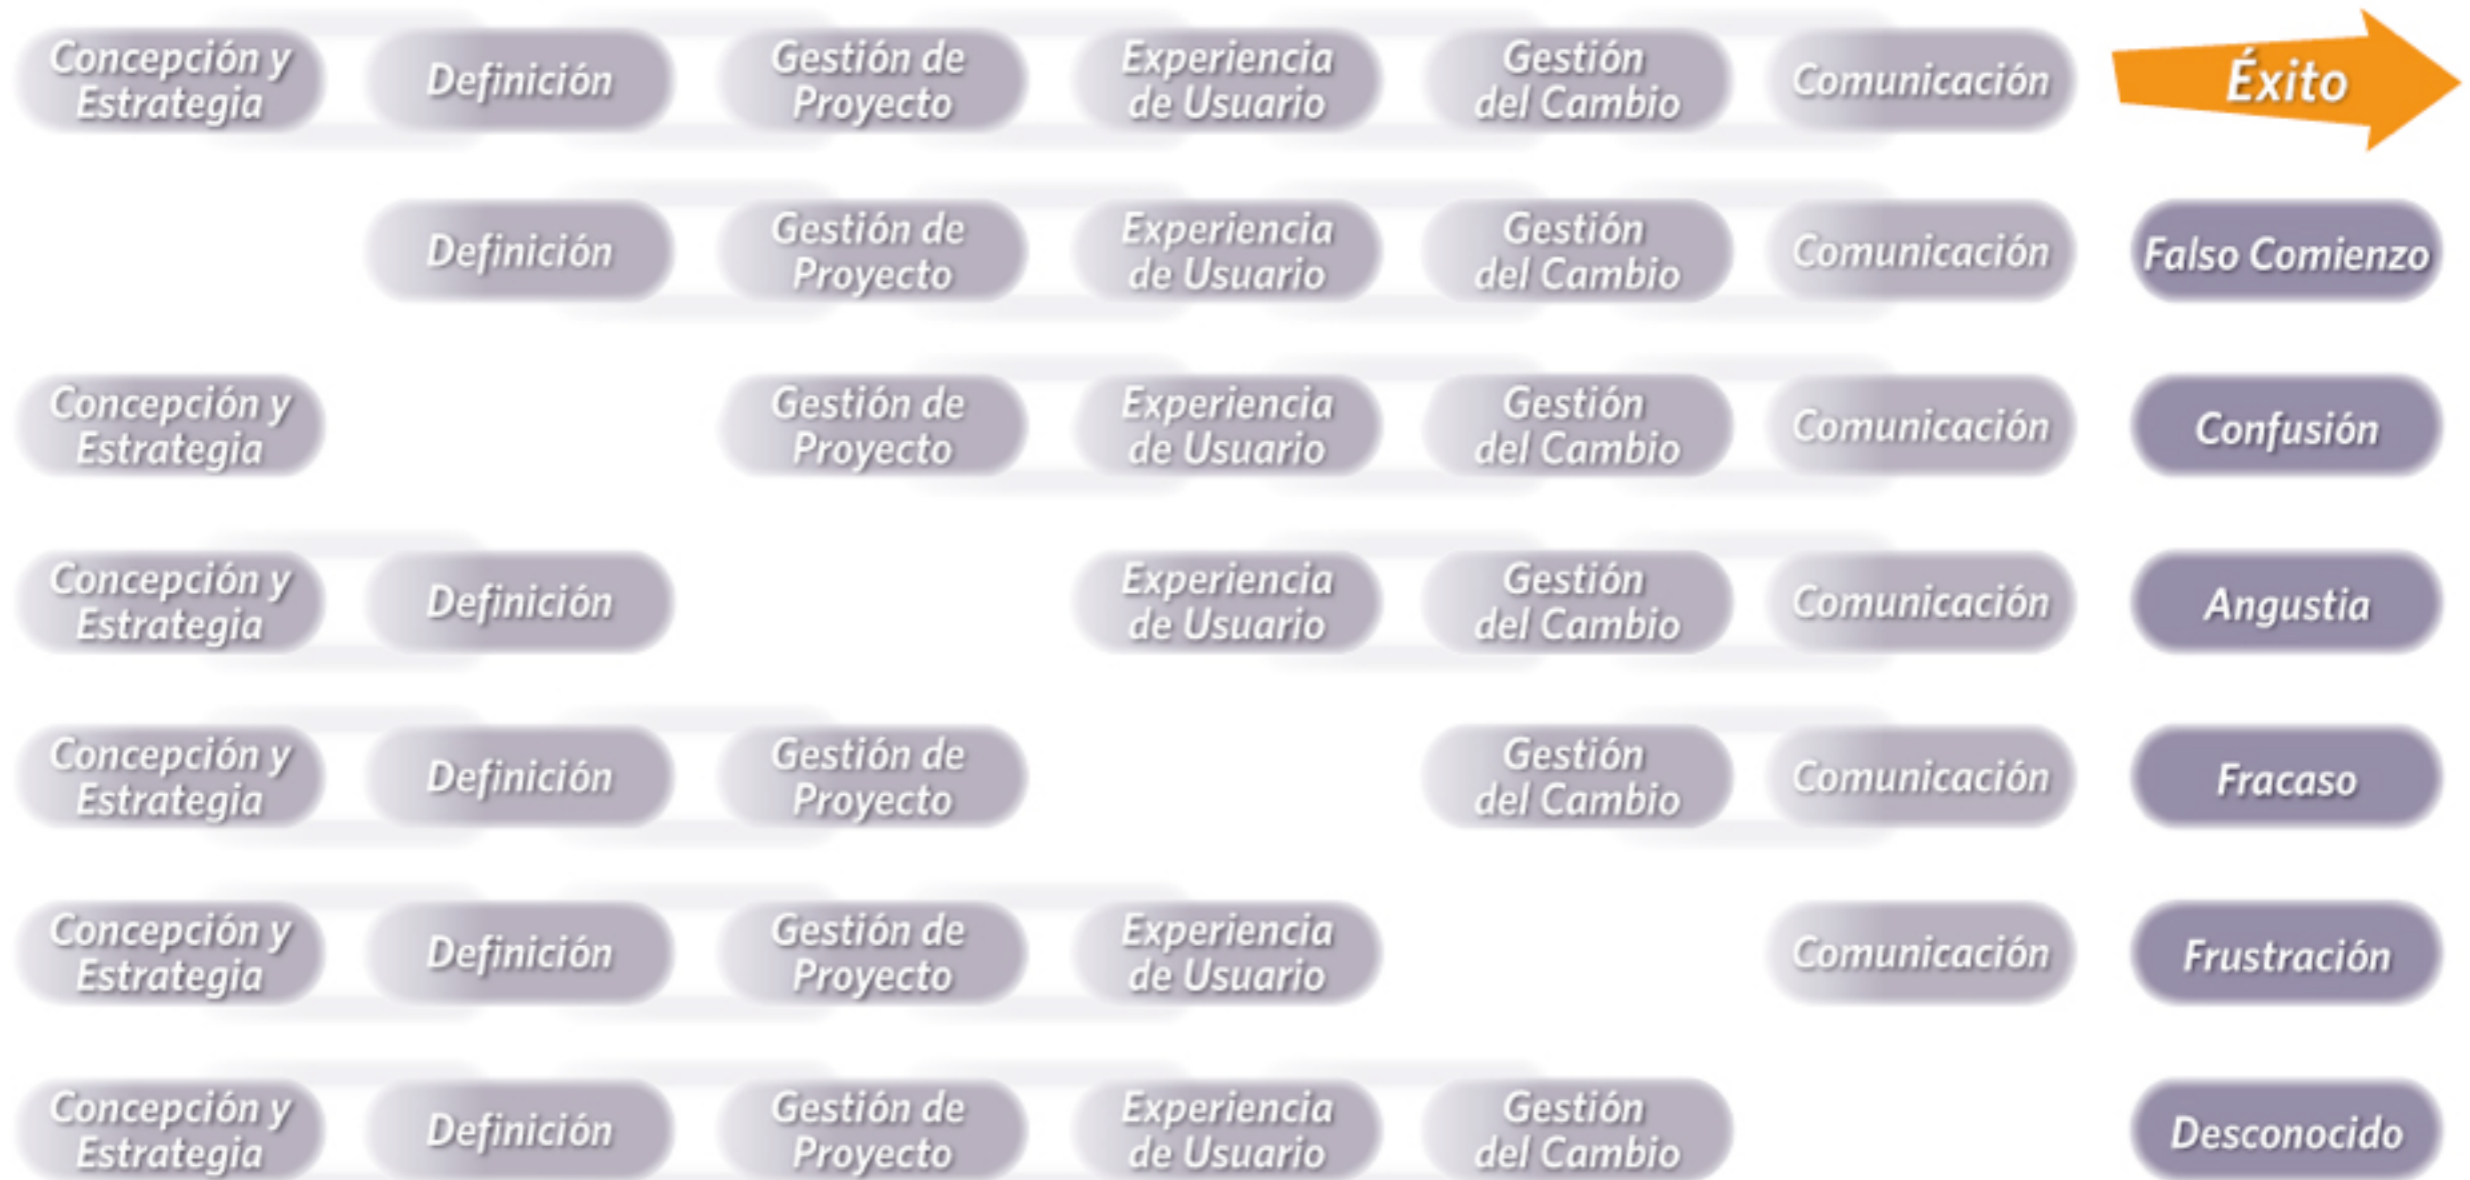 Concepción y
Estrategia
Definición
Gestión de
Proyecto
Experiencia
de Usuario
Gestión
del Cambio
Comunicación
Éxito
Definición
Gestión de
Proyecto
Experiencia
de Usuario
Gestión
del Cambio
Comunicación
Falso Comienzo
Concepción y
Estrategia
Gestión de
Proyecto
Experiencia
de Usuario
Gestión
del Cambio
Comunicación
Confusión
Concepción y
Estrategia
Definición
Experiencia
de Usuario
Gestión
del Cambio
Comunicación
Angustia
Concepción y
Estrategia
Definición
Gestión de
Proyecto
Gestión
del Cambio
Comunicación
Fracaso
Concepción y
Estrategia
Definición
Gestión de
Proyecto
Experiencia
de Usuario
Comunicación
Frustración
Concepción y
Estrategia
Definición
Gestión de
Proyecto
Experiencia
de Usuario
Gestión
del Cambio
Desconocido